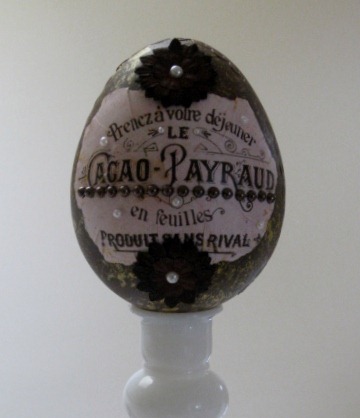 Prenez à votre déjeuner
LE
CACAO-PAYRAUD
en feuilles
PRODUIT SANS RIVAL